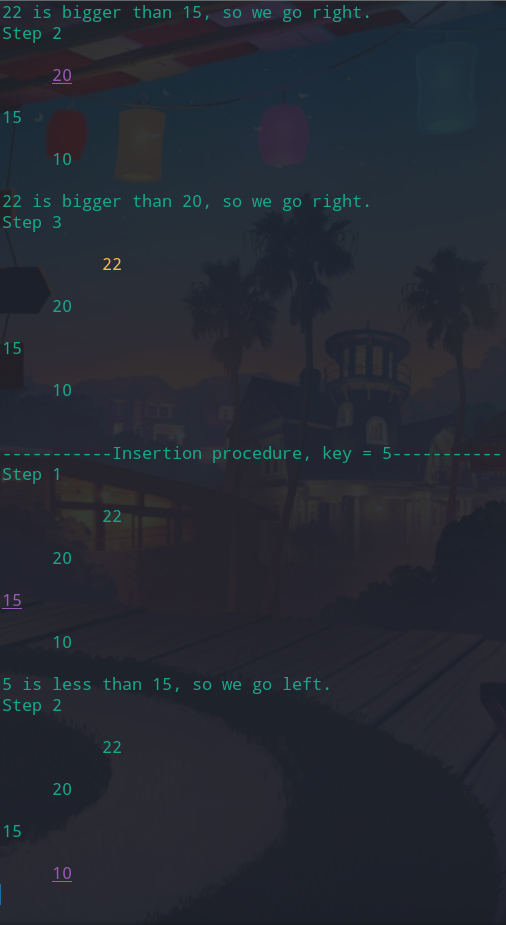 22 is bigger than 15, so we go right.
Step 2
20
15
10
22 is bigger than 20, so we go right.
Step 3
22
20
15
10
-----------Insertion procedure, key = 5-----------
Step 1
22
20
15
10
5 is less than 15, so we go left.
Step 2
22
20
15
10